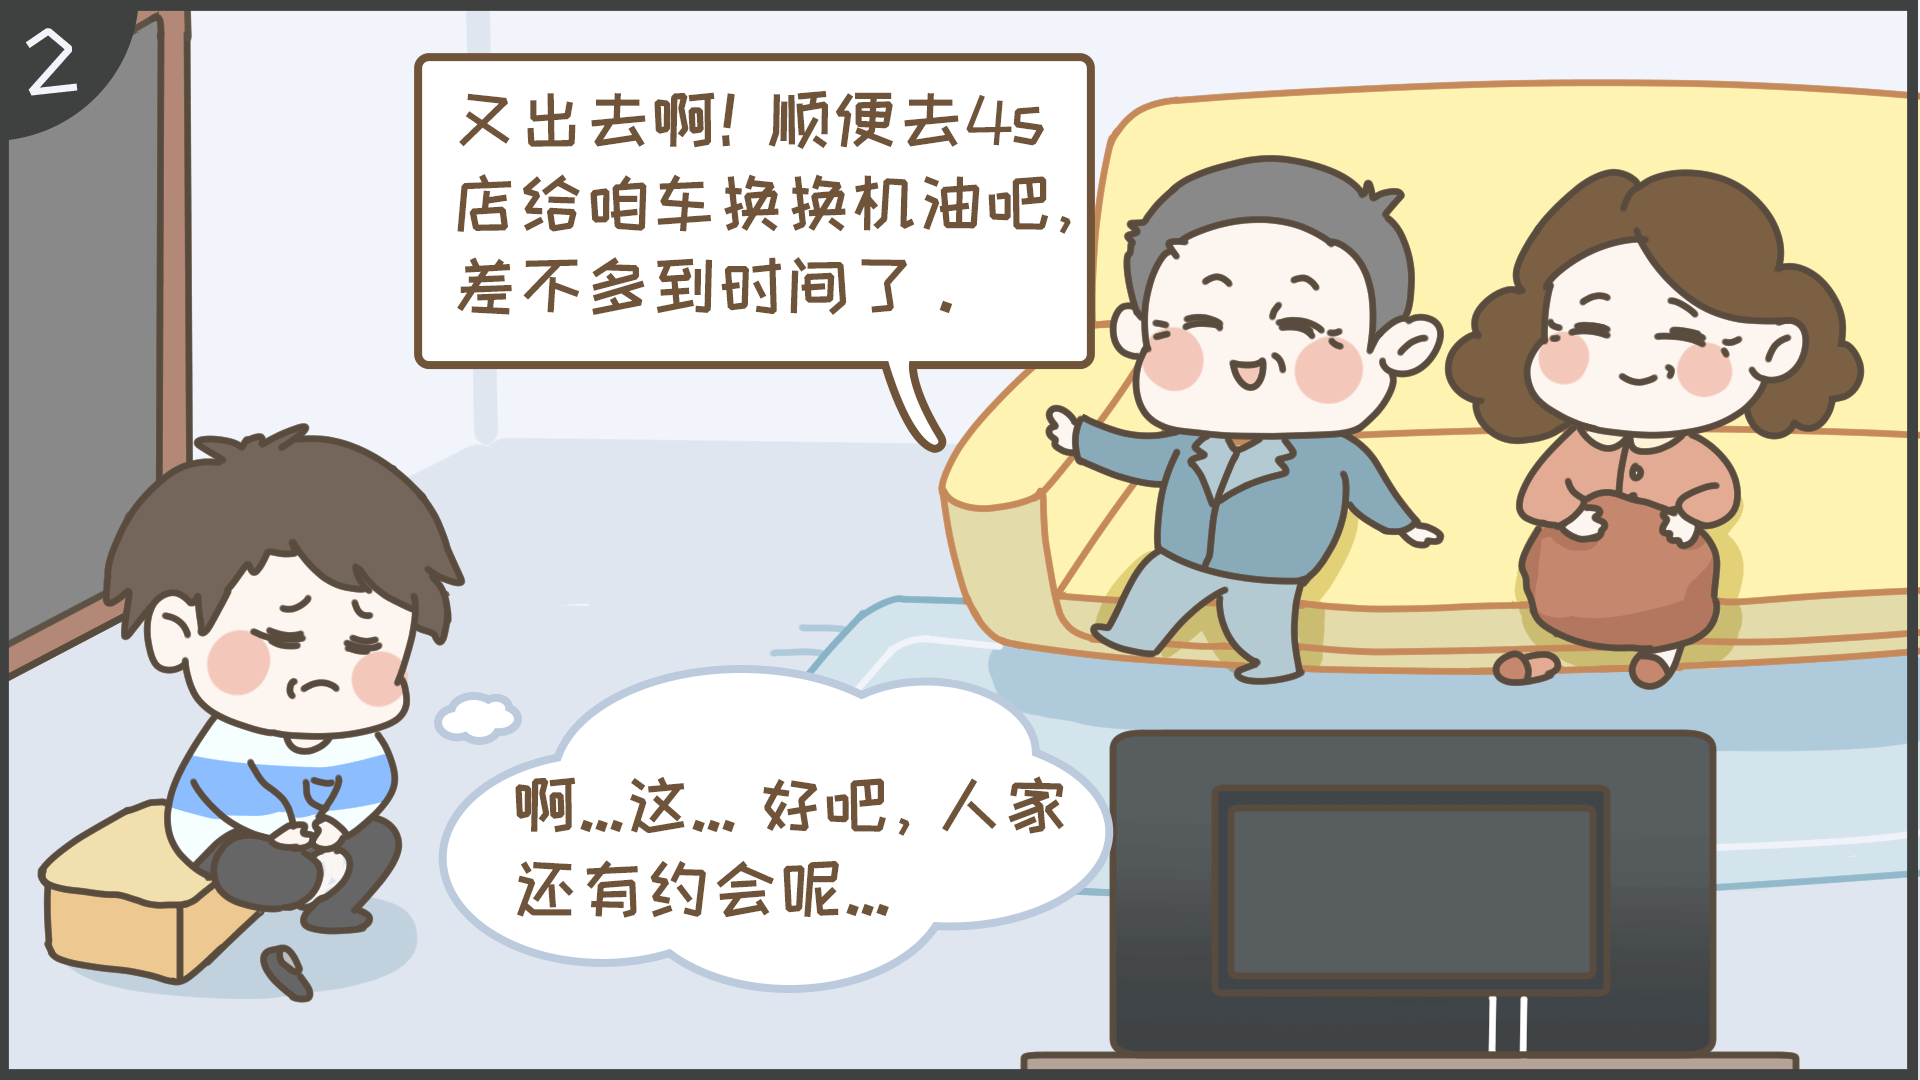 2
又出去啊！顺便去4s
店给咱车换换机油吧，
差不多到时间了．
啊...这...好吧，人家
还有约会呢...